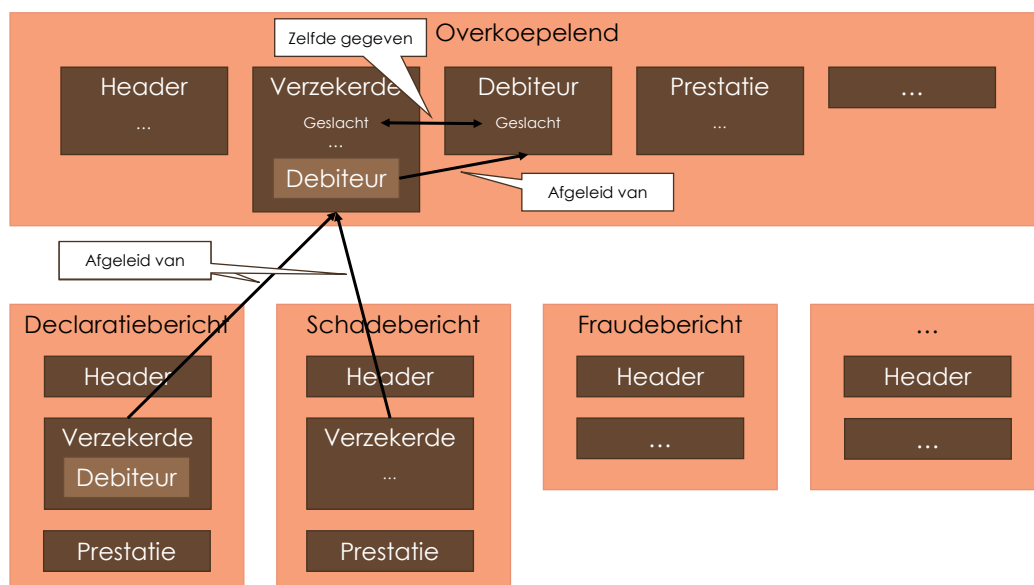 Overkoepelend
Zelfde gegeven
Header
...
Verzekerde
Geslacht
...
Debiteur
Debiteur
Geslacht
Prestatie
...
...
Afgeleid van
Afgeleid van
Declaratiebericht
Header
Verzekerde
Debiteur
Prestatie
Schadebericht
Header
Verzekerde
...
Prestatie
Fraudebericht
Header
...
...
Header
...